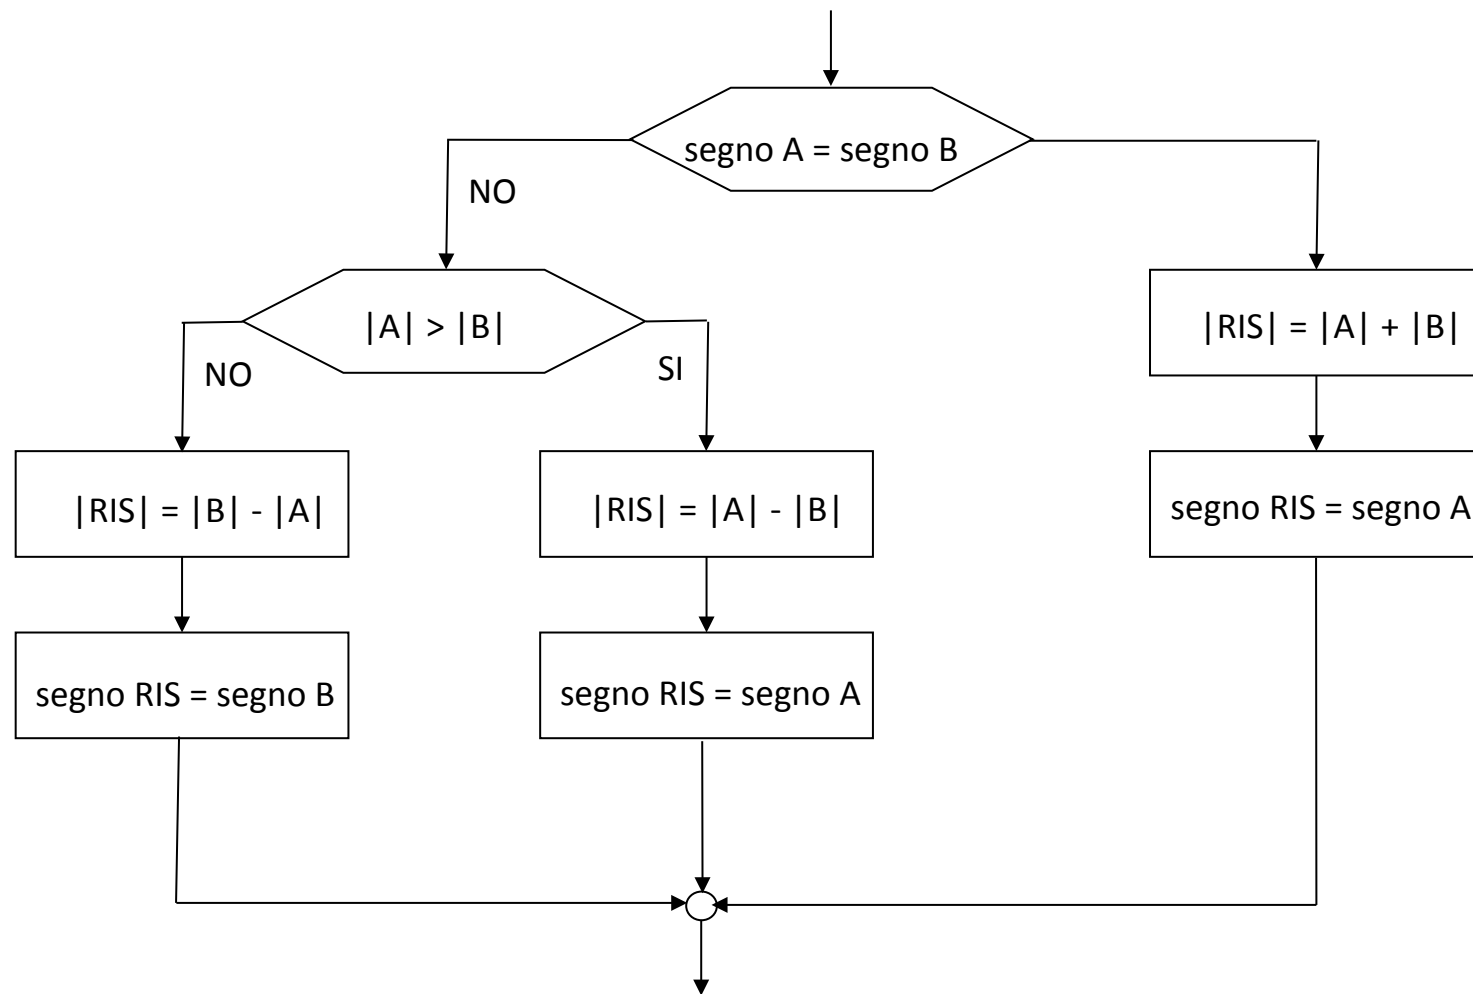 segno A = segno B
NO
|A| > |B|
|RIS| = |A| + |B|
NO
SI
|RIS| = |B| - |A|
|RIS| = |A| - |B|
segno RIS = segno A
segno RIS = segno B
segno RIS = segno A